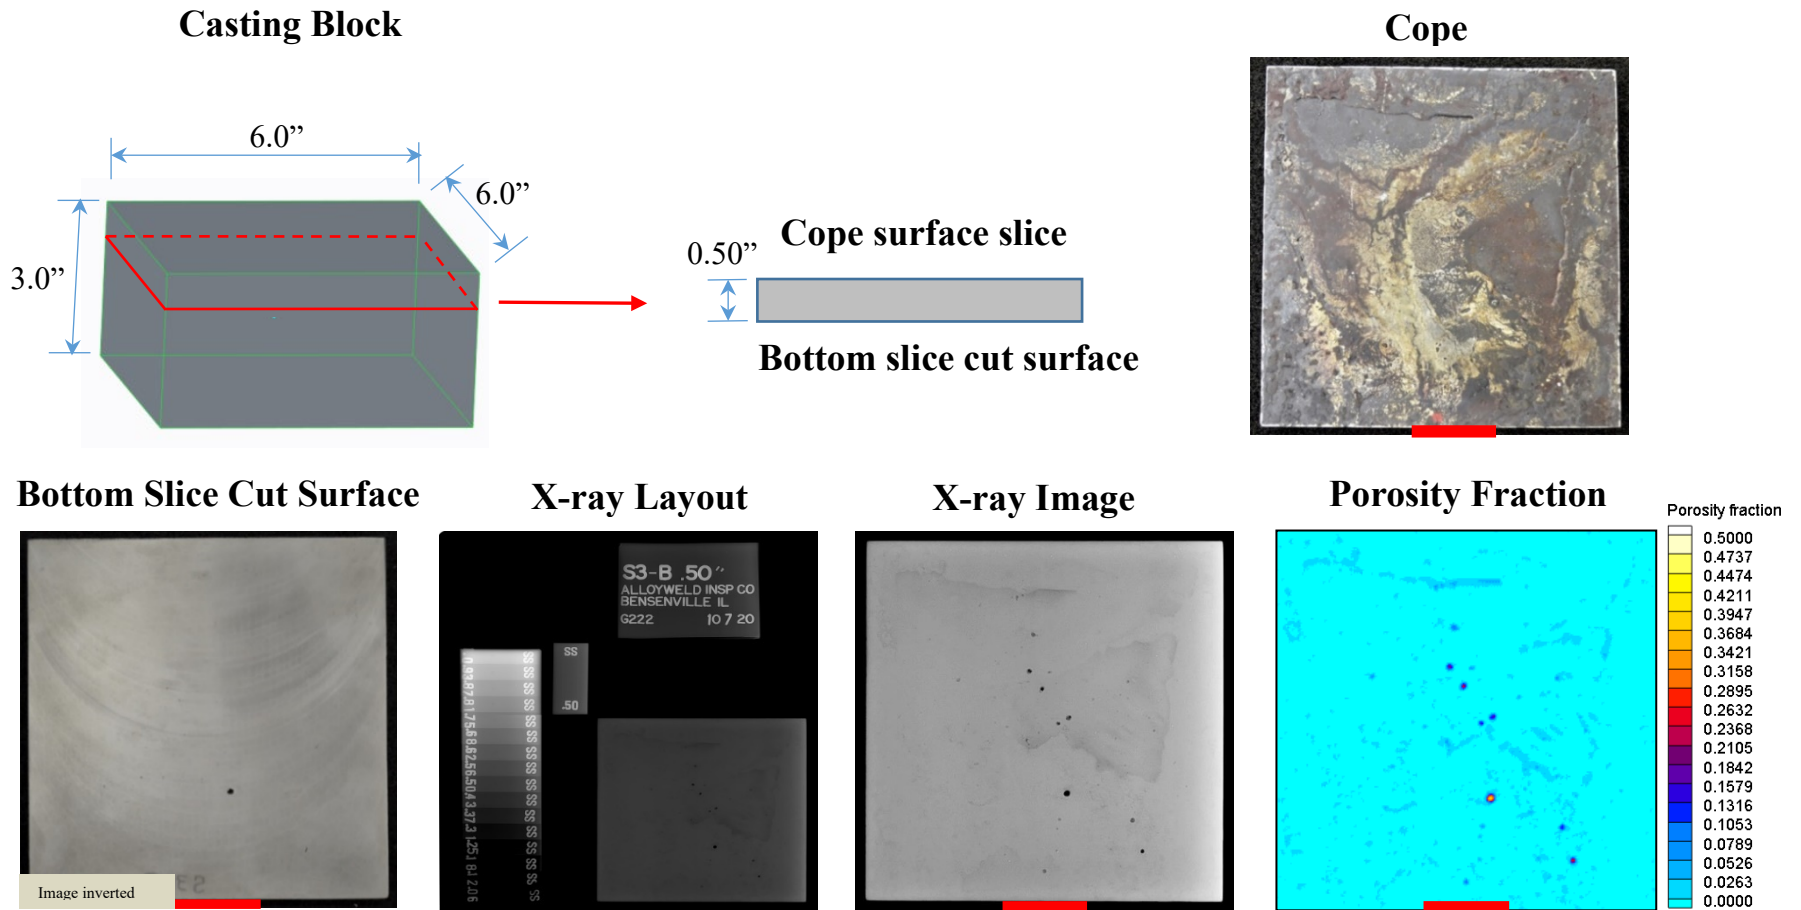 Casting Block
Cope
6.0”
6.0”
3.0”
0.50”
Cope surface slice
Bottom slice cut surface
Bottom Slice Cut Surface
X-ray Layout
X-ray Image
Porosity Fraction
Image inverted
S3-B .50"
ALLOYWELD INSP CO
BENSENVILLE IL
G222 10 7 20
SS
.50
Porosity fraction
0.5000
0.4737
0.4474
0.4211
0.3947
0.3684
0.3421
0.3158
0.2895
0.2632
0.2368
0.2105
0.1842
0.1579
0.1316
0.1053
0.0789
0.0526
0.0263
0.0000